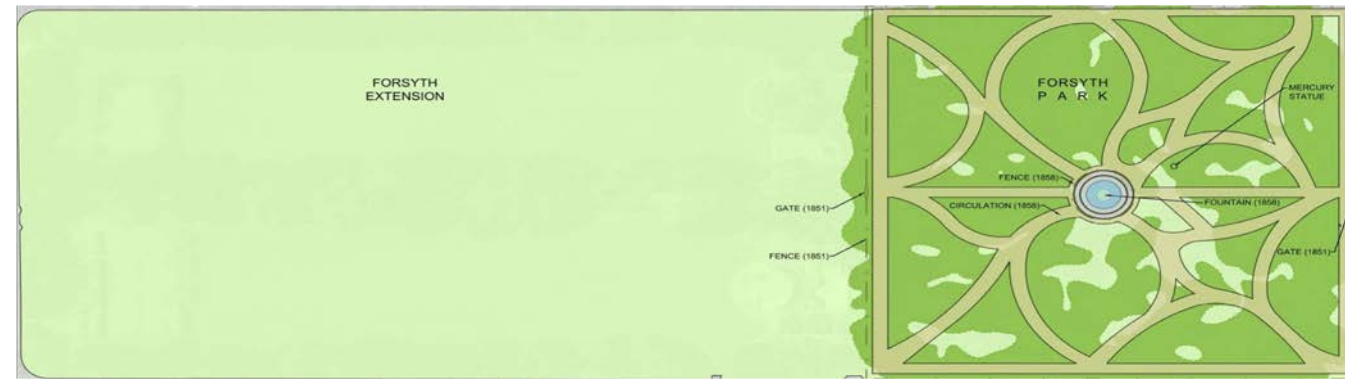 FORSYTH
EXTENSION
FORSYTH
P A R K
MERCURY
STATUE
FENCE (1858)
GATE (1851)
CIRCULATION (1858)
FOUNTAIN (1858)
FENCE (1851)
GATE (1851)